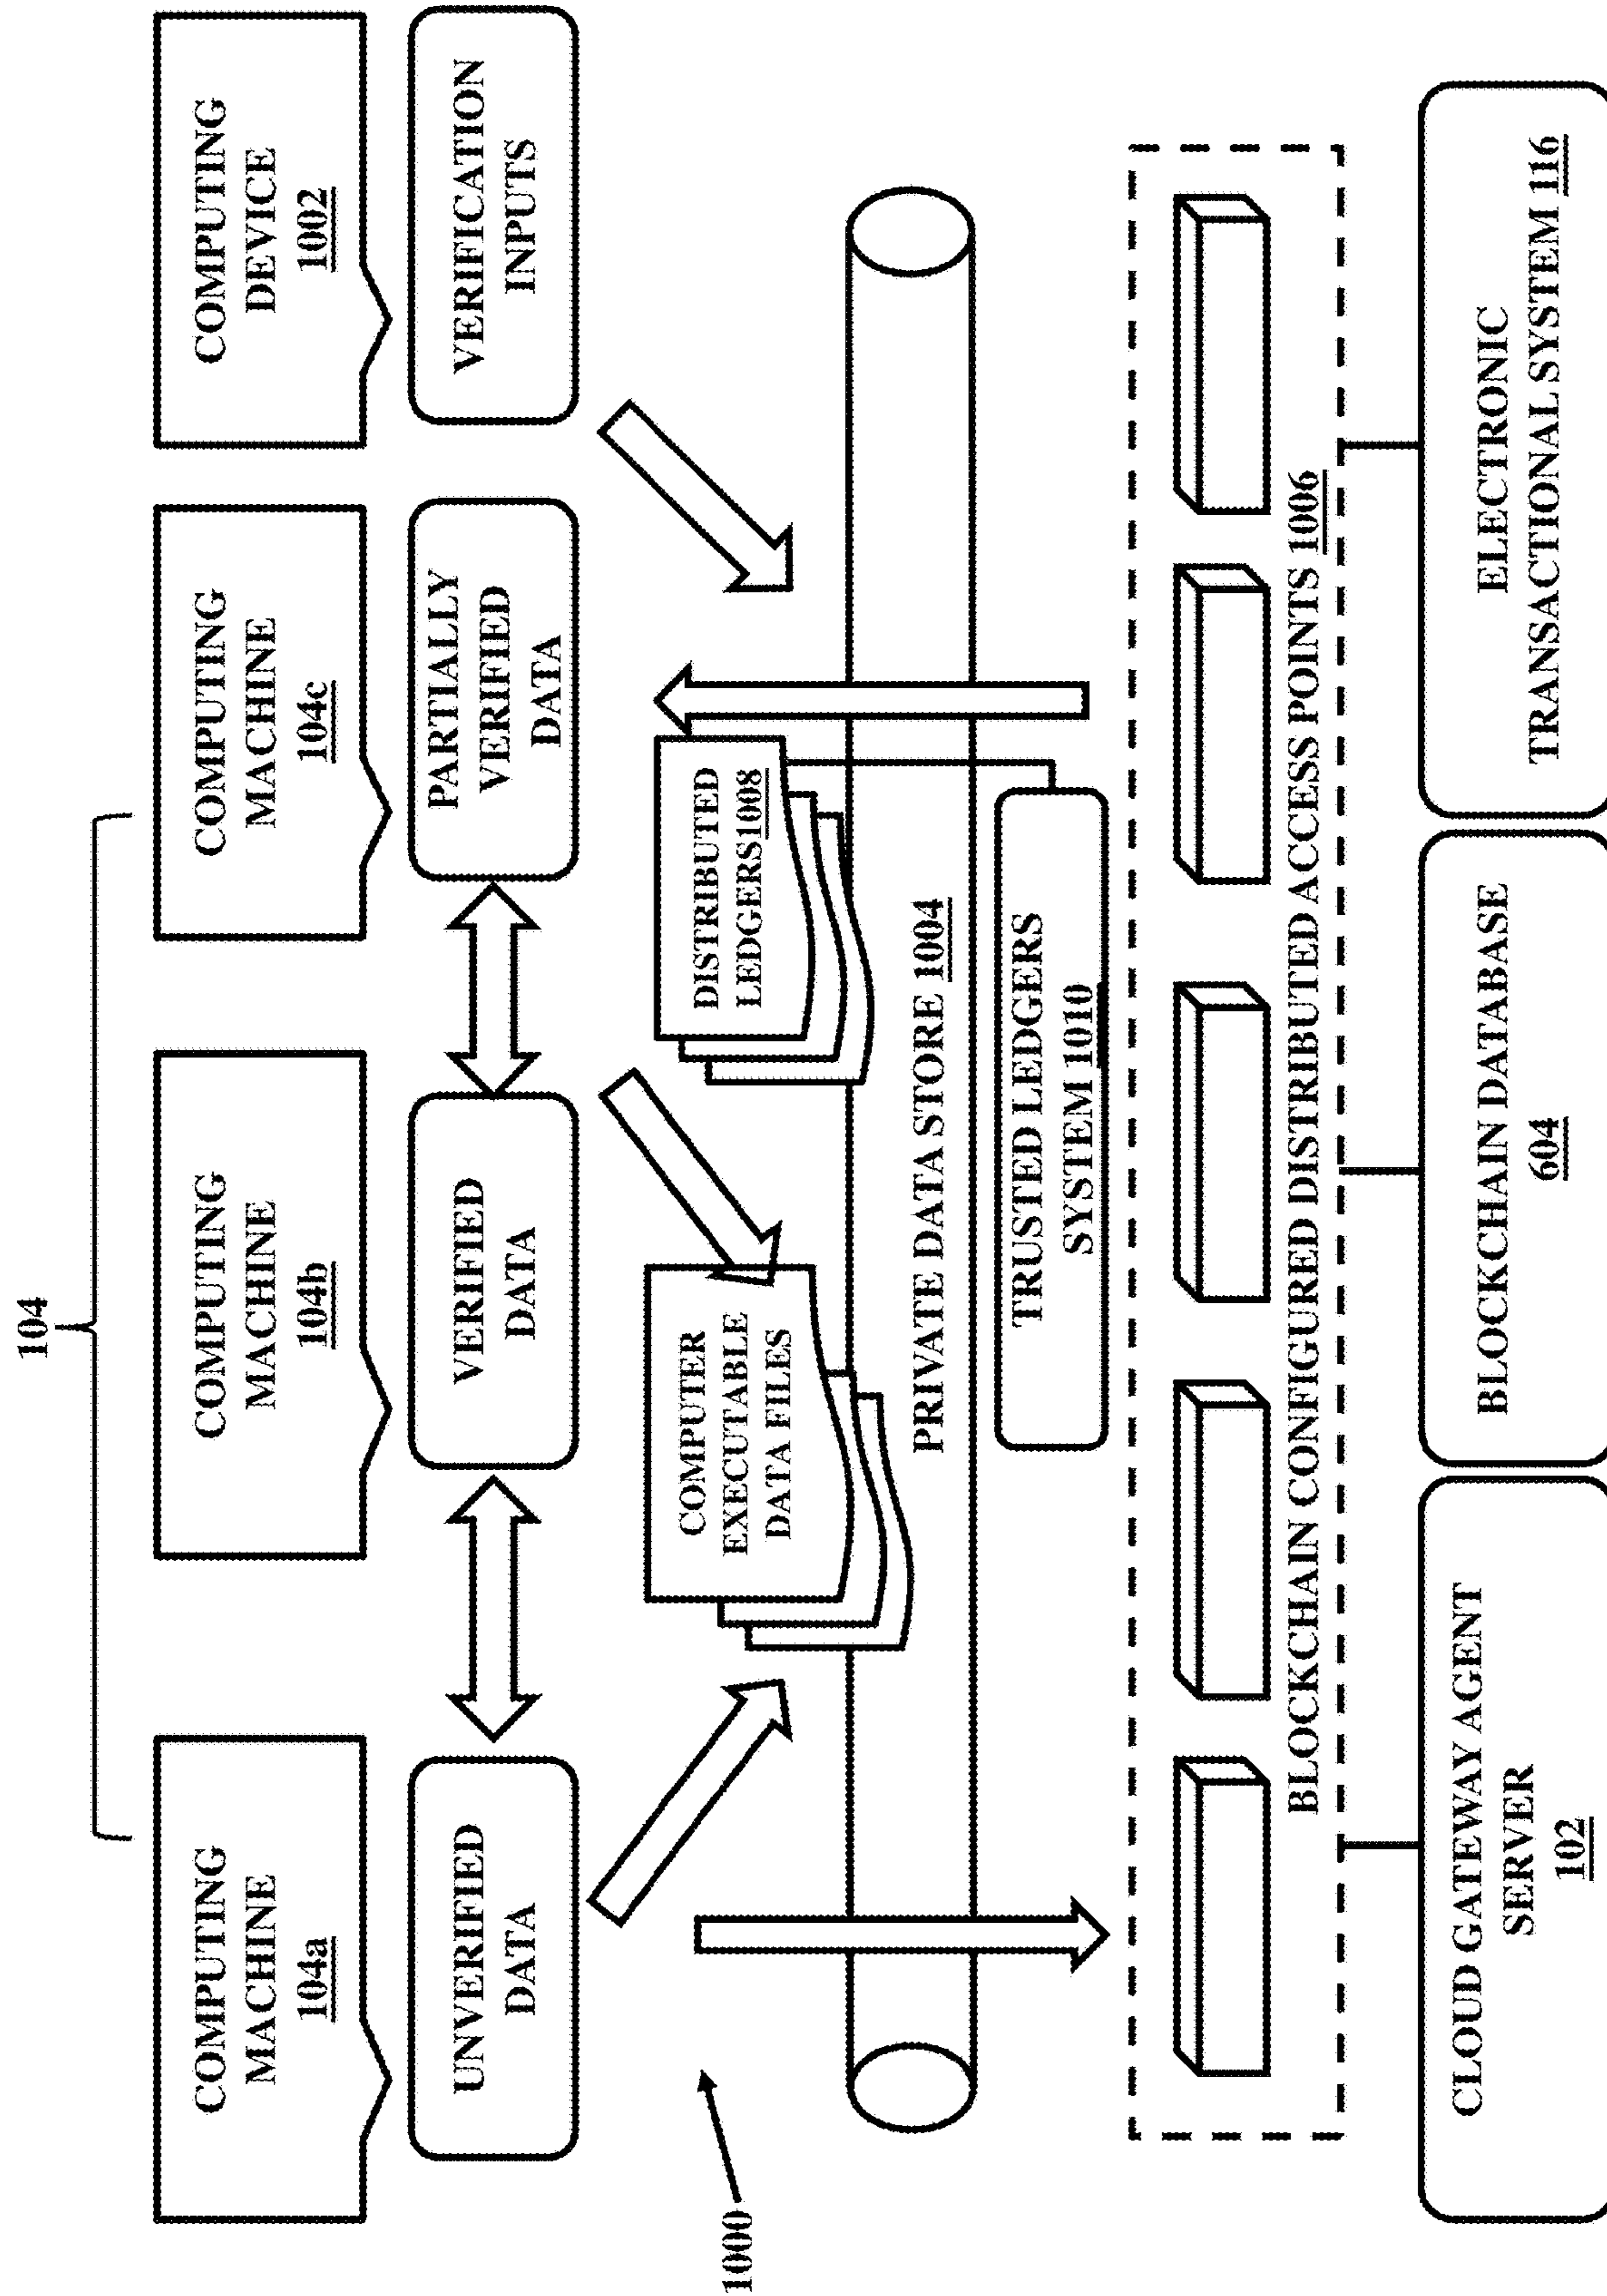 104
COMPUTING
MACHINE
104a
COMPUTING
MACHINE
104b
COMPUTING
MACHINE
104c
COMPUTING
DEVICE
1002
UNVERIFIED
DATA
VERIFIED
DATA
PARTIALLY
VERIFIED
DATA
VERIFICATION
INPUTS
1000
COMPUTER
EXECUTABLE
DATA FILES
DISTRIBUTED
LEDGERS1008
PRIVATE DATA STORE 1004
TRUSTED LEDGERS
SYSTEM 1010
BLOCKCHAIN CONFIGURED DISTRIBUTED ACCESS POINTS 1006
CLOUD GATEWAY AGENT
SERVER
102
BLOCKCHAIN DATABASE
604
ELECTRONIC
TRANSACTIONAL SYSTEM 116